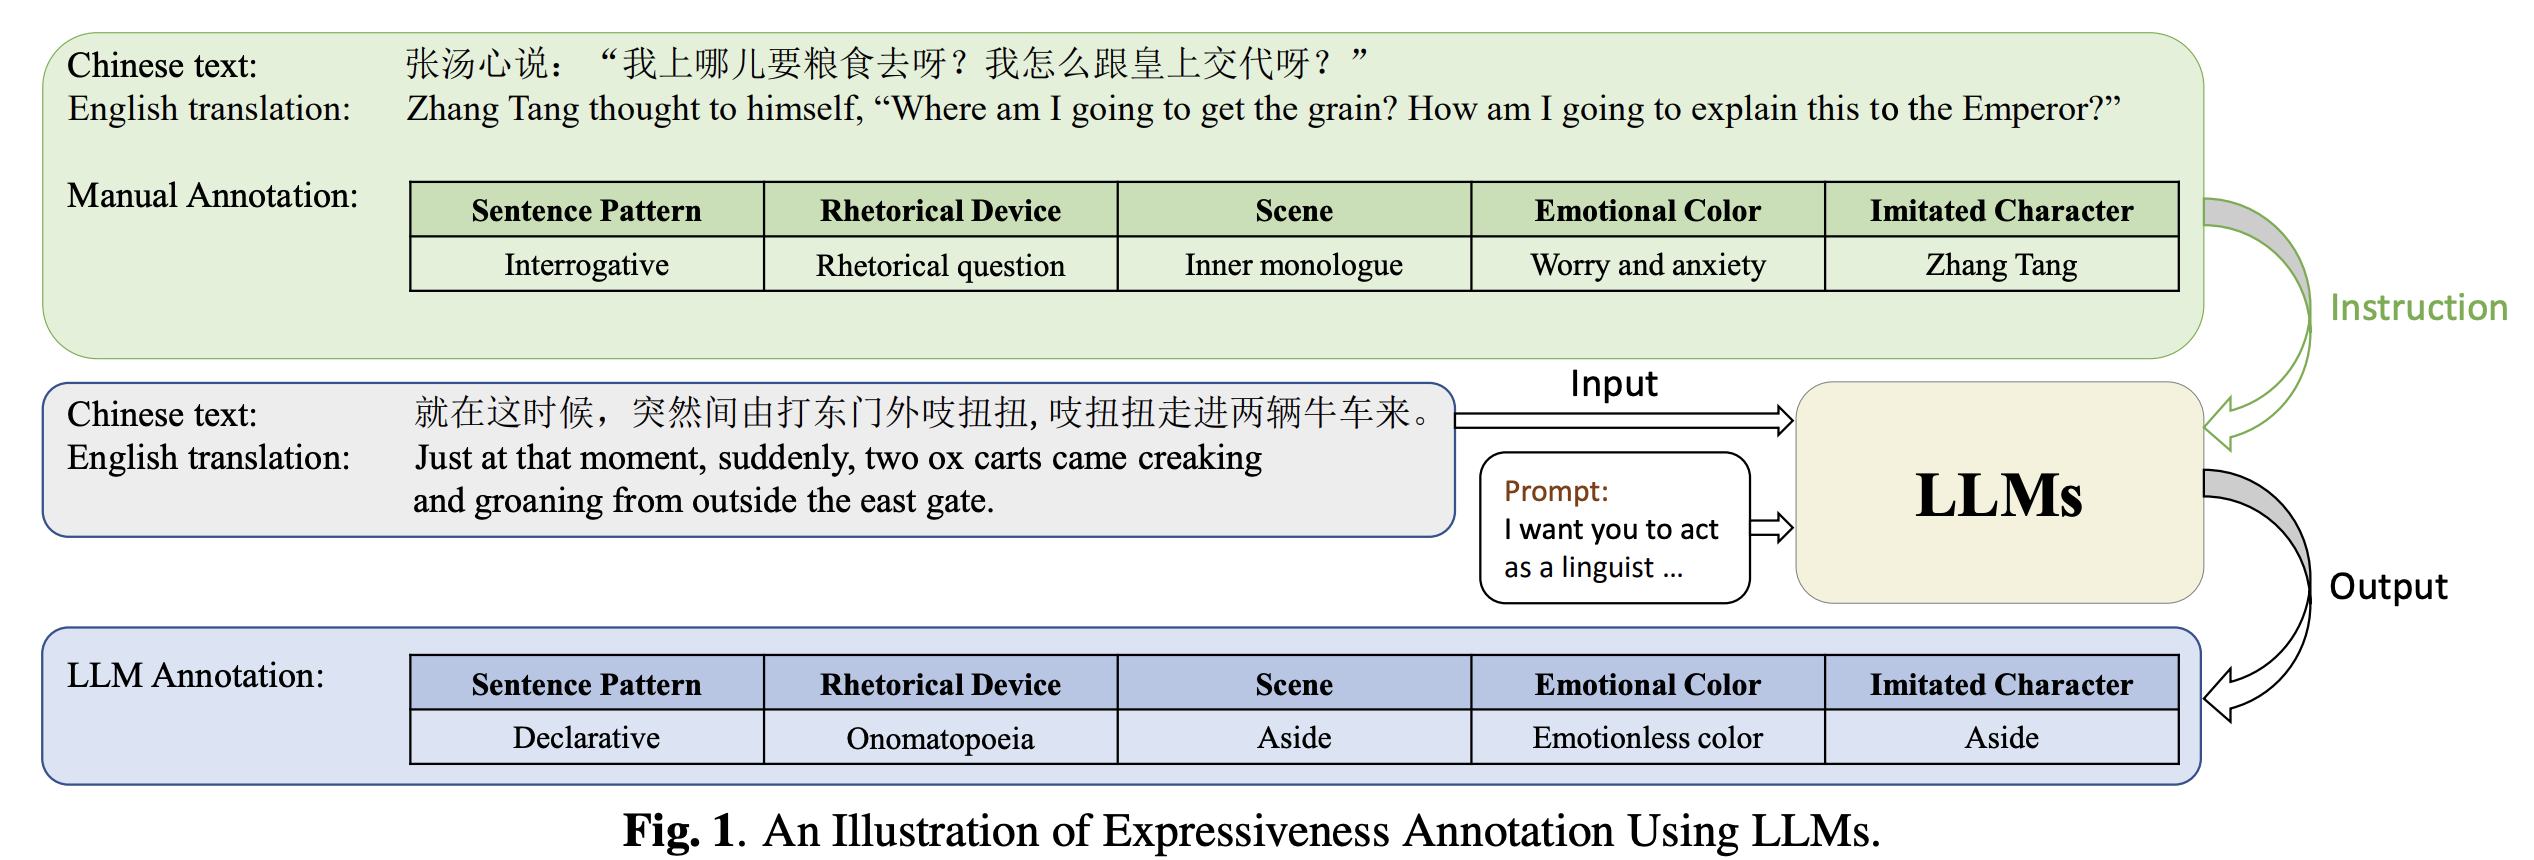 Chinese text: 张汤心说：“我上哪儿要粮食去呀？我怎么跟皇上交代呀？”
English translation: Zhang Tang thought to himself, “Where am I going to get the grain? How am I going to explain this to the Emperor?”
Manual Annotation:
Sentence Pattern Rhetorical Device Scene Emotional Color Imitated Character
Interrogative Rhetorical question Inner monologue Worry and anxiety Zhang Tang
Instruction
Chinese text: 就在这时候，突然间由打东门外吱扭扭, 吱扭扭走进两辆牛车来。
English translation: Just at that moment, suddenly, two ox carts came creaking
and groaning from outside the east gate.
Input
Prompt:
I want you to act
as a linguist ...
LLMs
Output
LLM Annotation:
Sentence Pattern Rhetorical Device Scene Emotional Color Imitated Character
Declarative Onomatopoeia Aside Emotionless color Aside
Fig. 1. An Illustration of Expressiveness Annotation Using LLMs.